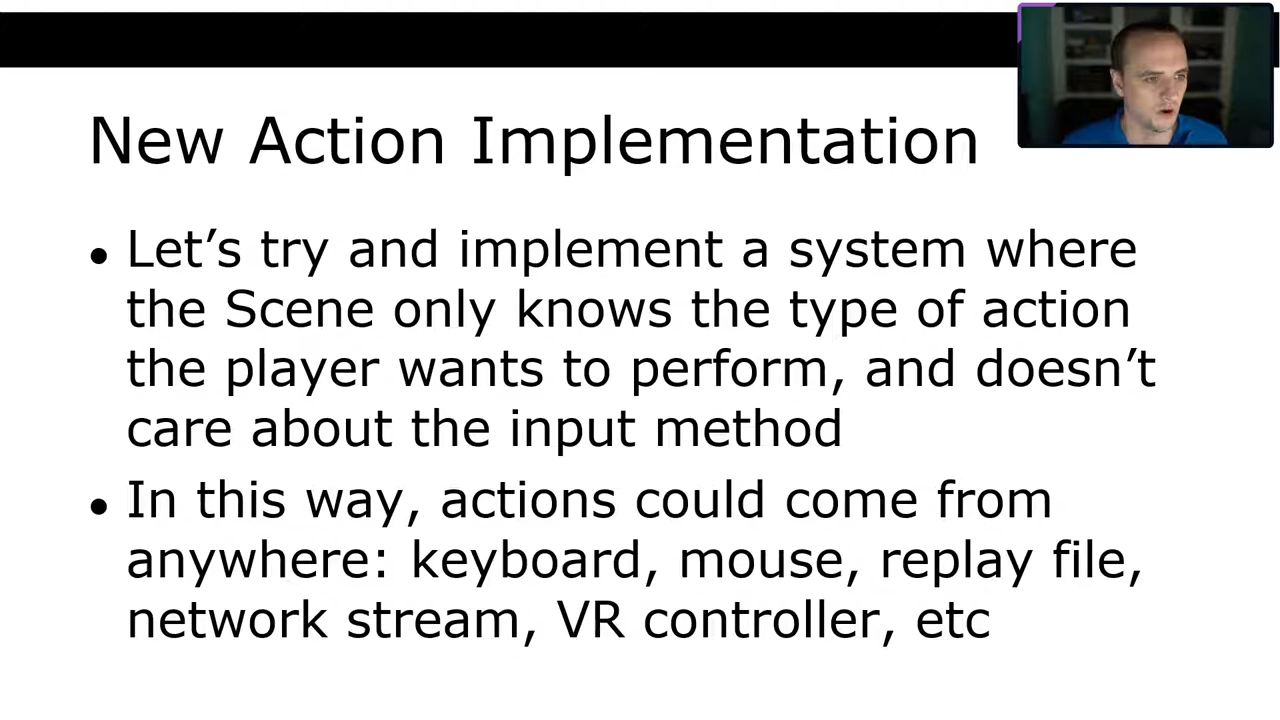 New Action Implementation
• Let’s try and implement a system where
the Scene only knows the type of action
the player wants to perform, and doesn’t
care about the input method
• In this way, actions could come from
anywhere: keyboard, mouse, replay file,
network stream, VR controller, etc